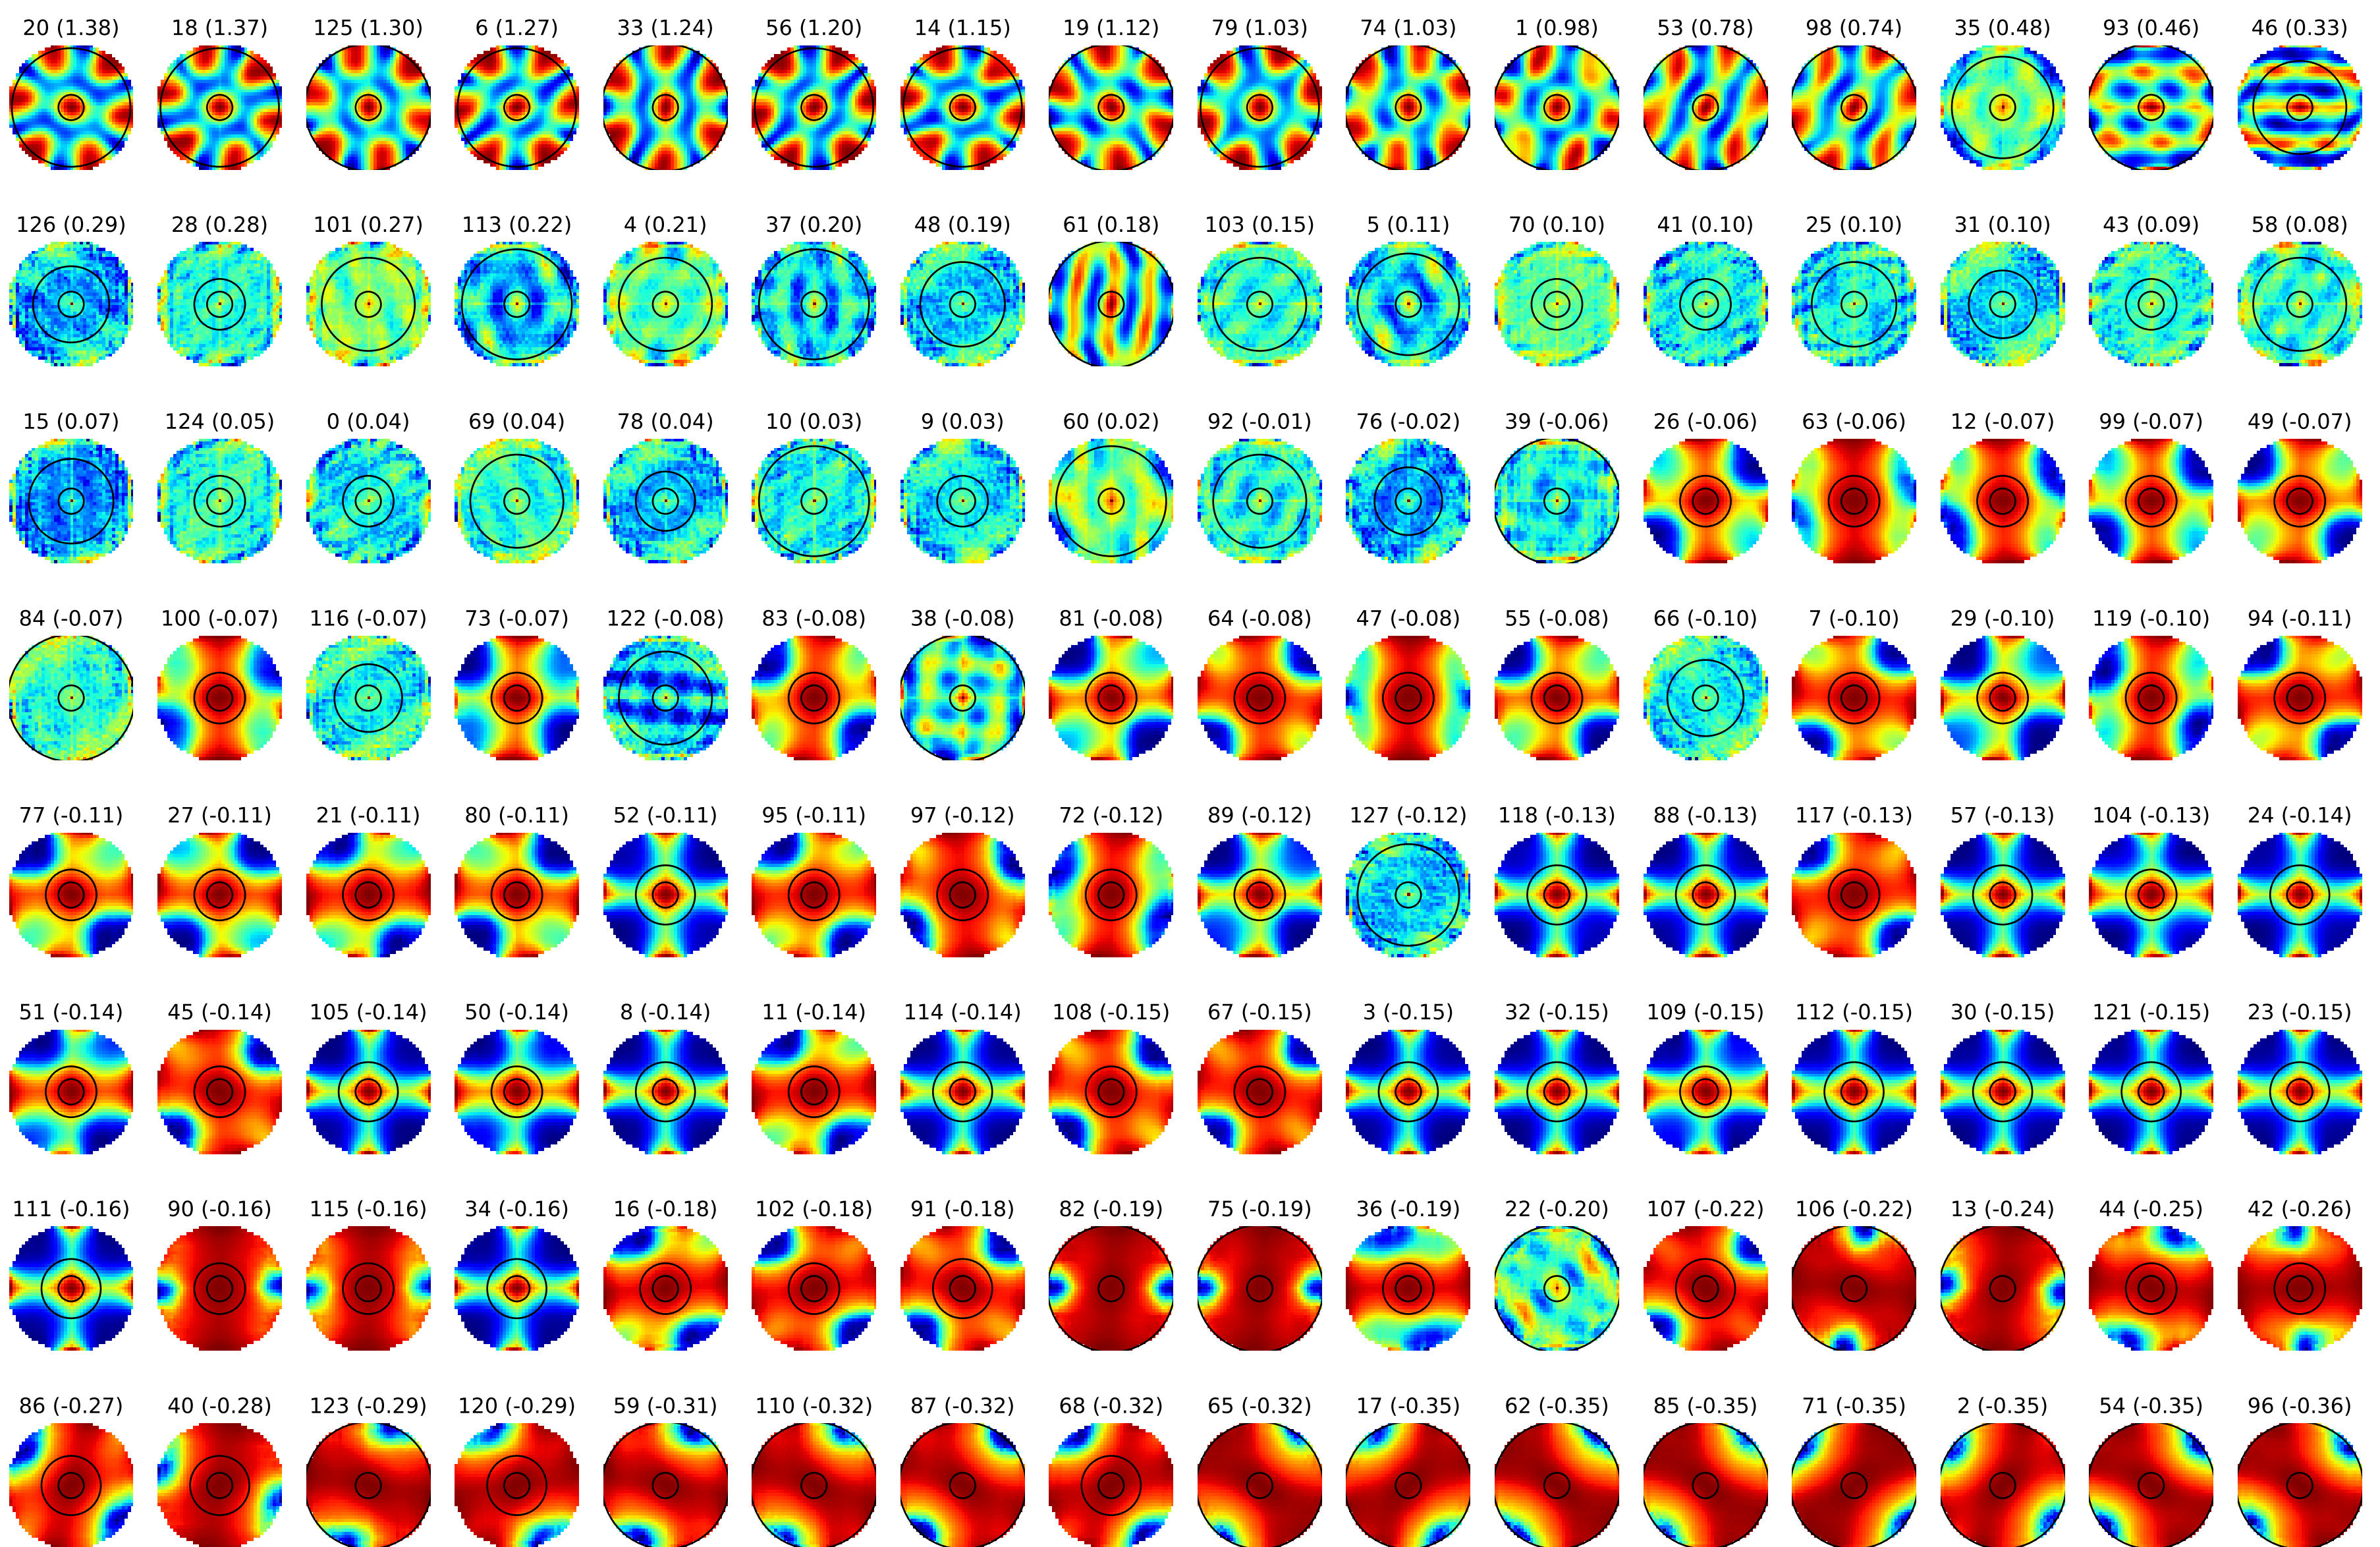 20 (1.38) 18 (1.37) 125 (1.30) 6 (1.27) 33 (1.24) 56 (1.20) 14 (1.15) 19 (1.12) 79 (1.03) 74 (1.03) 1 (0.98) 53 (0.78) 98 (0.74) 35 (0.48) 93 (0.46) 46 (0.33)
126 (0.29) 28 (0.28) 101 (0.27) 113 (0.22) 4 (0.21) 37 (0.20) 48 (0.19) 61 (0.18) 103 (0.15) 5 (0.11) 70 (0.10) 41 (0.10) 25 (0.10) 31 (0.10) 43 (0.09) 58 (0.08)
15 (0.07) 124 (0.05) 0 (0.04) 69 (0.04) 78 (0.04) 10 (0.03) 9 (0.03) 60 (0.02) 92 (-0.01) 76 (-0.02) 39 (-0.06) 26 (-0.06) 63 (-0.06) 12 (-0.07) 99 (-0.07) 49 (-0.07)
84 (-0.07) 100 (-0.07) 116 (-0.07) 73 (-0.07) 122 (-0.08) 83 (-0.08) 38 (-0.08) 81 (-0.08) 64 (-0.08) 47 (-0.08) 55 (-0.08) 66 (-0.10) 7 (-0.10) 29 (-0.10) 119 (-0.10) 94 (-0.11)
77 (-0.11) 27 (-0.11) 21 (-0.11) 80 (-0.11) 52 (-0.11) 95 (-0.11) 97 (-0.12) 72 (-0.12) 89 (-0.12) 127 (-0.12) 118 (-0.13) 88 (-0.13) 117 (-0.13) 57 (-0.13) 104 (-0.13) 24 (-0.14)
51 (-0.14) 45 (-0.14) 105 (-0.14) 50 (-0.14) 8 (-0.14) 11 (-0.14) 114 (-0.14) 108 (-0.15) 67 (-0.15) 3 (-0.15) 32 (-0.15) 109 (-0.15) 112 (-0.15) 30 (-0.15) 121 (-0.15) 23 (-0.15)
111 (-0.16) 90 (-0.16) 115 (-0.16) 34 (-0.16) 16 (-0.18) 102 (-0.18) 91 (-0.18) 82 (-0.19) 75 (-0.19) 36 (-0.19) 22 (-0.20) 107 (-0.22) 106 (-0.22) 13 (-0.24) 44 (-0.25) 42 (-0.26)
86 (-0.27) 40 (-0.28) 123 (-0.29) 120 (-0.29) 59 (-0.31) 110 (-0.32) 87 (-0.32) 68 (-0.32) 65 (-0.32) 17 (-0.35) 62 (-0.35) 85 (-0.35) 71 (-0.35) 2 (-0.35) 54 (-0.35) 96 (-0.36)